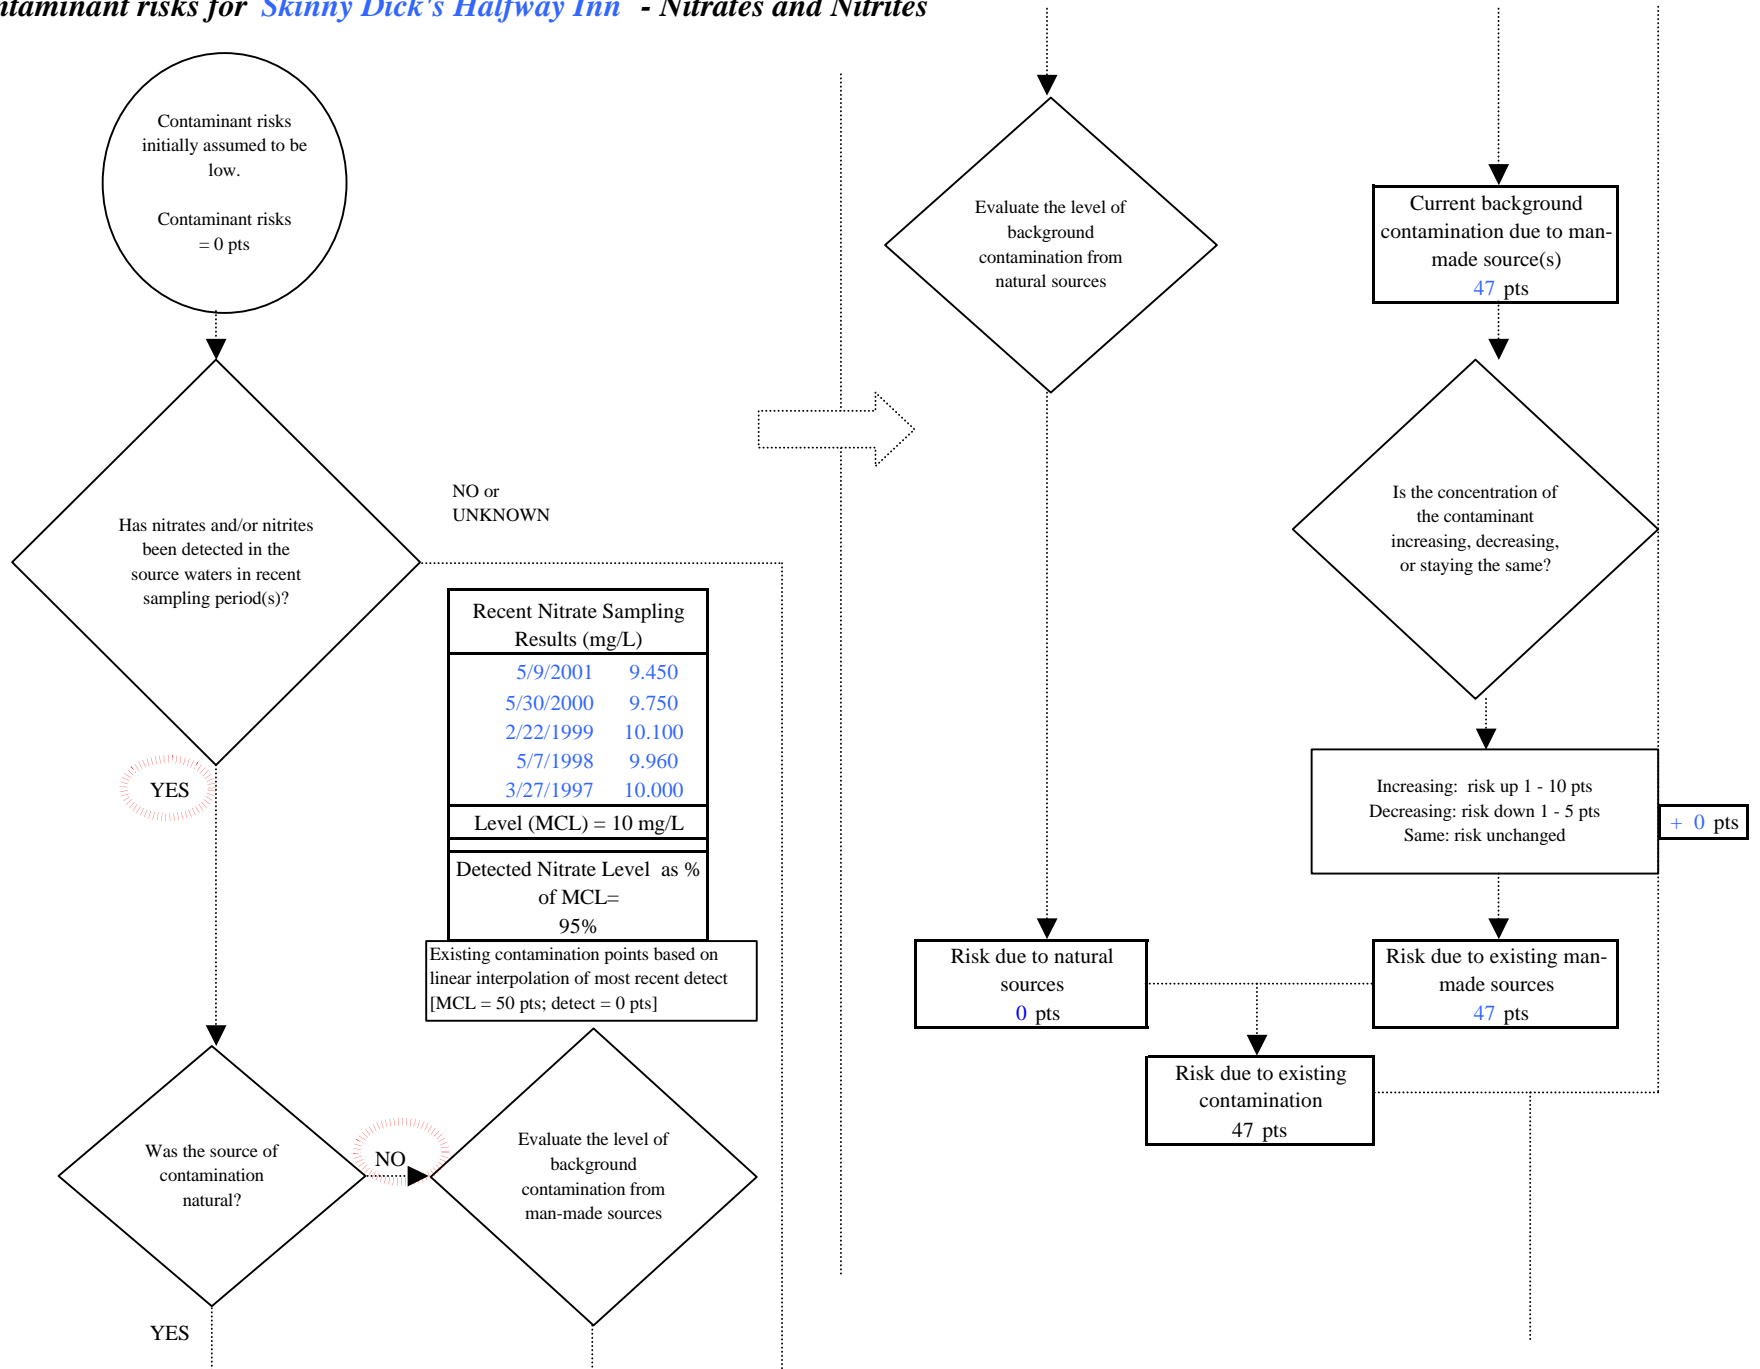 ntaminant risks for Skinny Dick's Halfway Inn - Nitrates and Nitrites
Contaminant risks
initially assumed to be
low.
Contaminant risks
= 0 pts
Has nitrates and/or nitrites
been detected in the
source waters in recent
sampling period(s)?
NO or
UNKNOWN
YES
Recent Nitrate Sampling
Results (mg/L)
5/9/2001 9.450
5/30/2000 9.750
2/22/1999 10.100
5/7/1998 9.960
3/27/1997 10.000
Level (MCL) = 10 mg/L
Detected Nitrate Level as %
of MCL=
95%
Existing contamination points based on
linear interpolation of most recent detect
[MCL = 50 pts; detect = 0 pts]
Was the source of
contamination
natural?
NO
YES
Evaluate the level of
background
contamination from
man-made sources
Evaluate the level of
background
contamination from
natural sources
Current background
contamination due to man-
made source(s)
47 pts
Is the concentration of
the contaminant
increasing, decreasing,
or staying the same?
Increasing: risk up 1 - 10 pts
Decreasing: risk down 1 - 5 pts
Same: risk unchanged
+ 0 pts
Risk due to natural
sources
0 pts
Risk due to existing man-
made sources
47 pts
Risk due to existing
contamination
47 pts